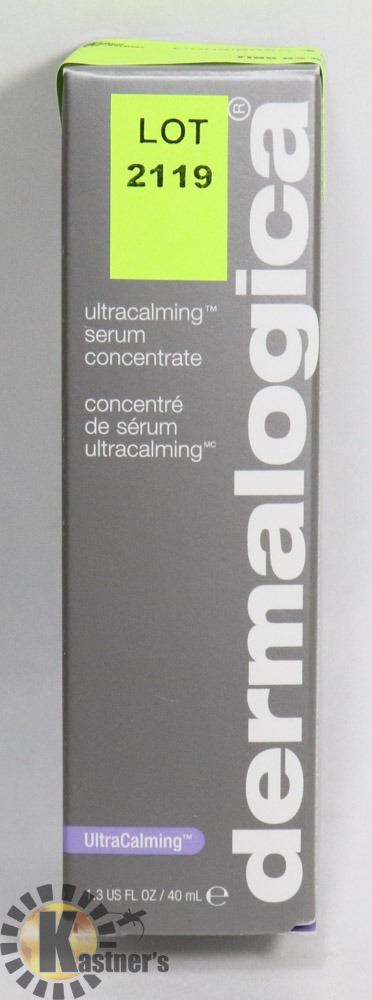 LOT
2119
ultracalming™
serum
concentrate
concentré
de sérum
ultracalming MC
dermalogica®
UltraCalming™
1.3 US FL OZ / 40 mL ℮
Kastner's